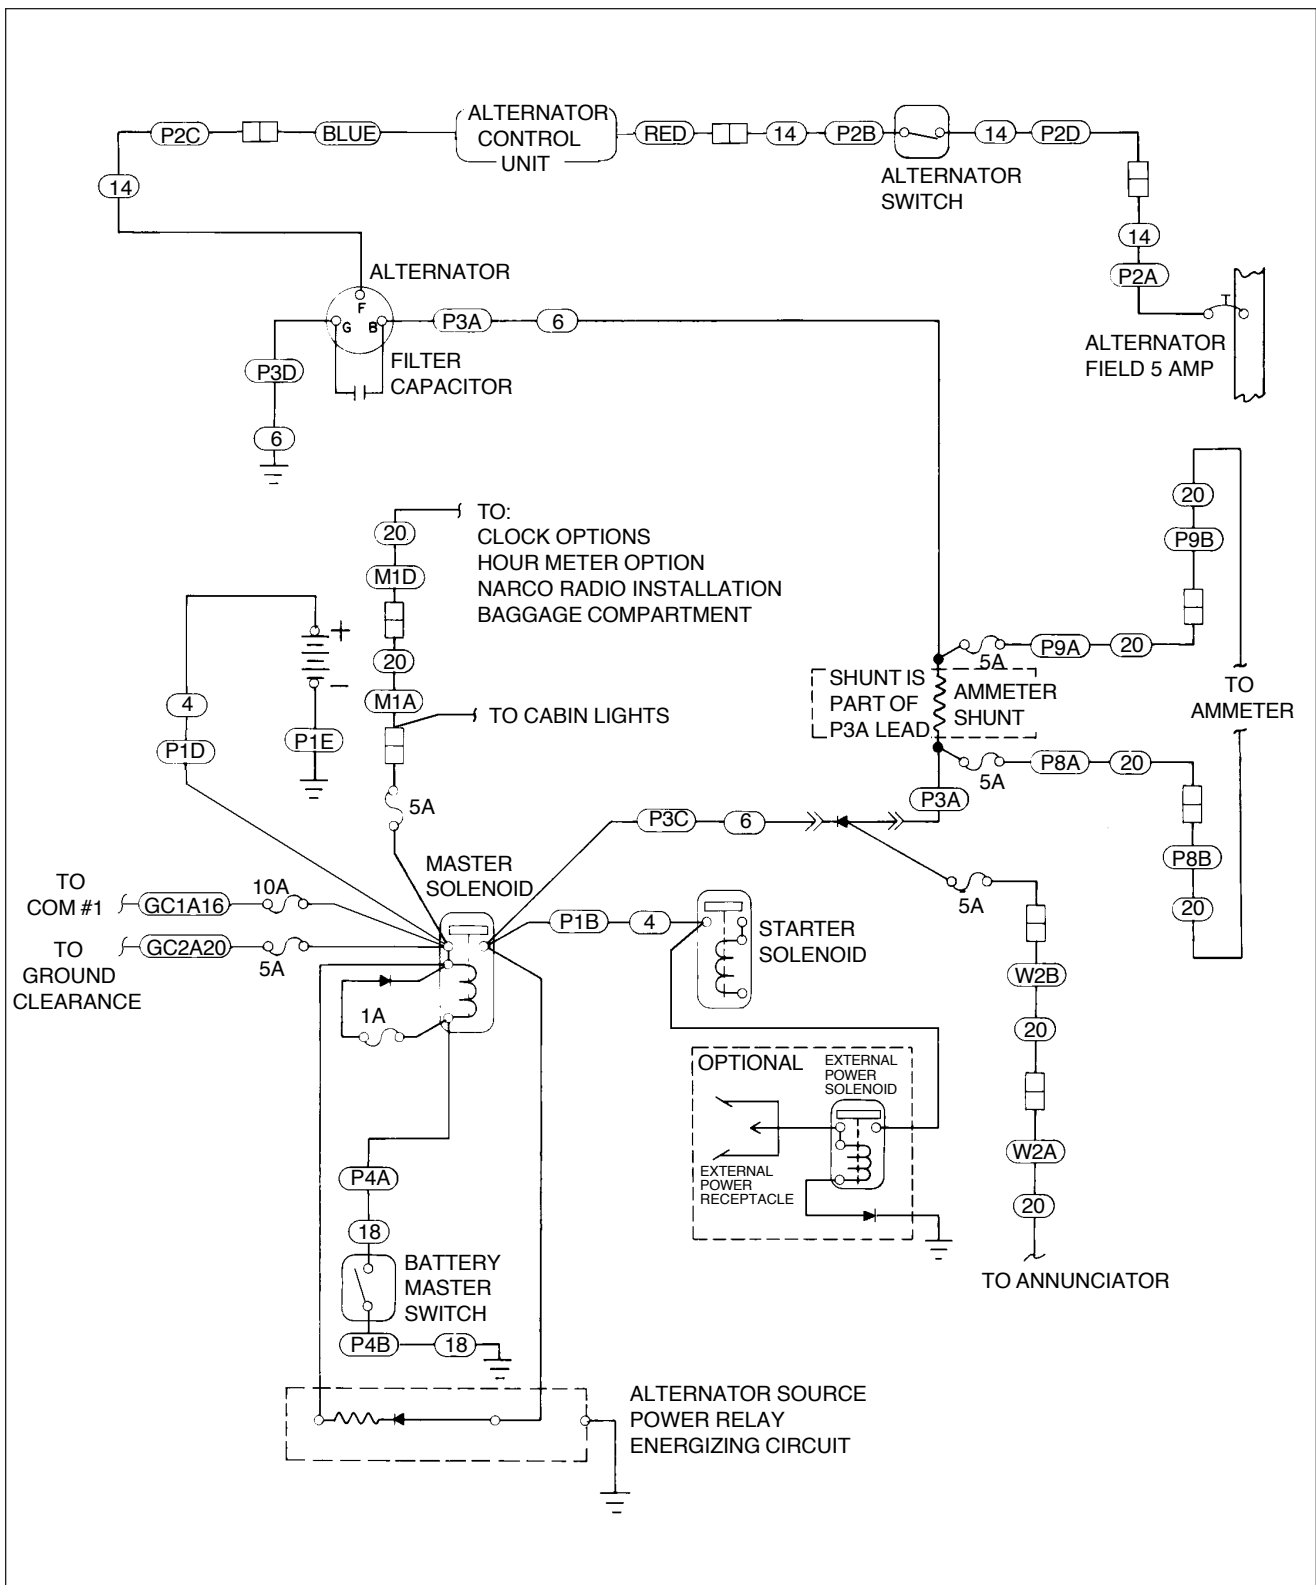 P2C
BLUE
ALTERNATOR
CONTROL
UNIT
RED
14
P2B
14
P2D
ALTERNATOR
SWITCH
14
14
P2A
ALTERNATOR
FIELD 5 AMP
ALTERNATOR
F
G
B
P3A
6
P3D
FILTER
CAPACITOR
6
20
TO:
CLOCK OPTIONS
HOUR METER OPTION
NARCO RADIO INSTALLATION
BAGGAGE COMPARTMENT
M1D
20
M1A
TO CABIN LIGHTS
+
−
4
P1D
P1E
5A
20
P9B
5A
P9A
20
SHUNT IS
PART OF
P3A LEAD
AMMETER
SHUNT
TO
AMMETER
5A
P8A
20
P3A
P3C
6
P8B
20
MASTER
SOLENOID
TO
COM #1
GC1A16
10A
TO
GROUND
CLEARANCE
GC2A20
5A
1A
P1B
4
STARTER
SOLENOID
5A
W2B
20
W2A
20
TO ANNUNCIATOR
OPTIONAL
EXTERNAL
POWER
SOLENOID
EXTERNAL
POWER
RECEPTACLE
P4A
18
BATTERY
MASTER
SWITCH
P4B
18
ALTERNATOR SOURCE
POWER RELAY
ENERGIZING CIRCUIT